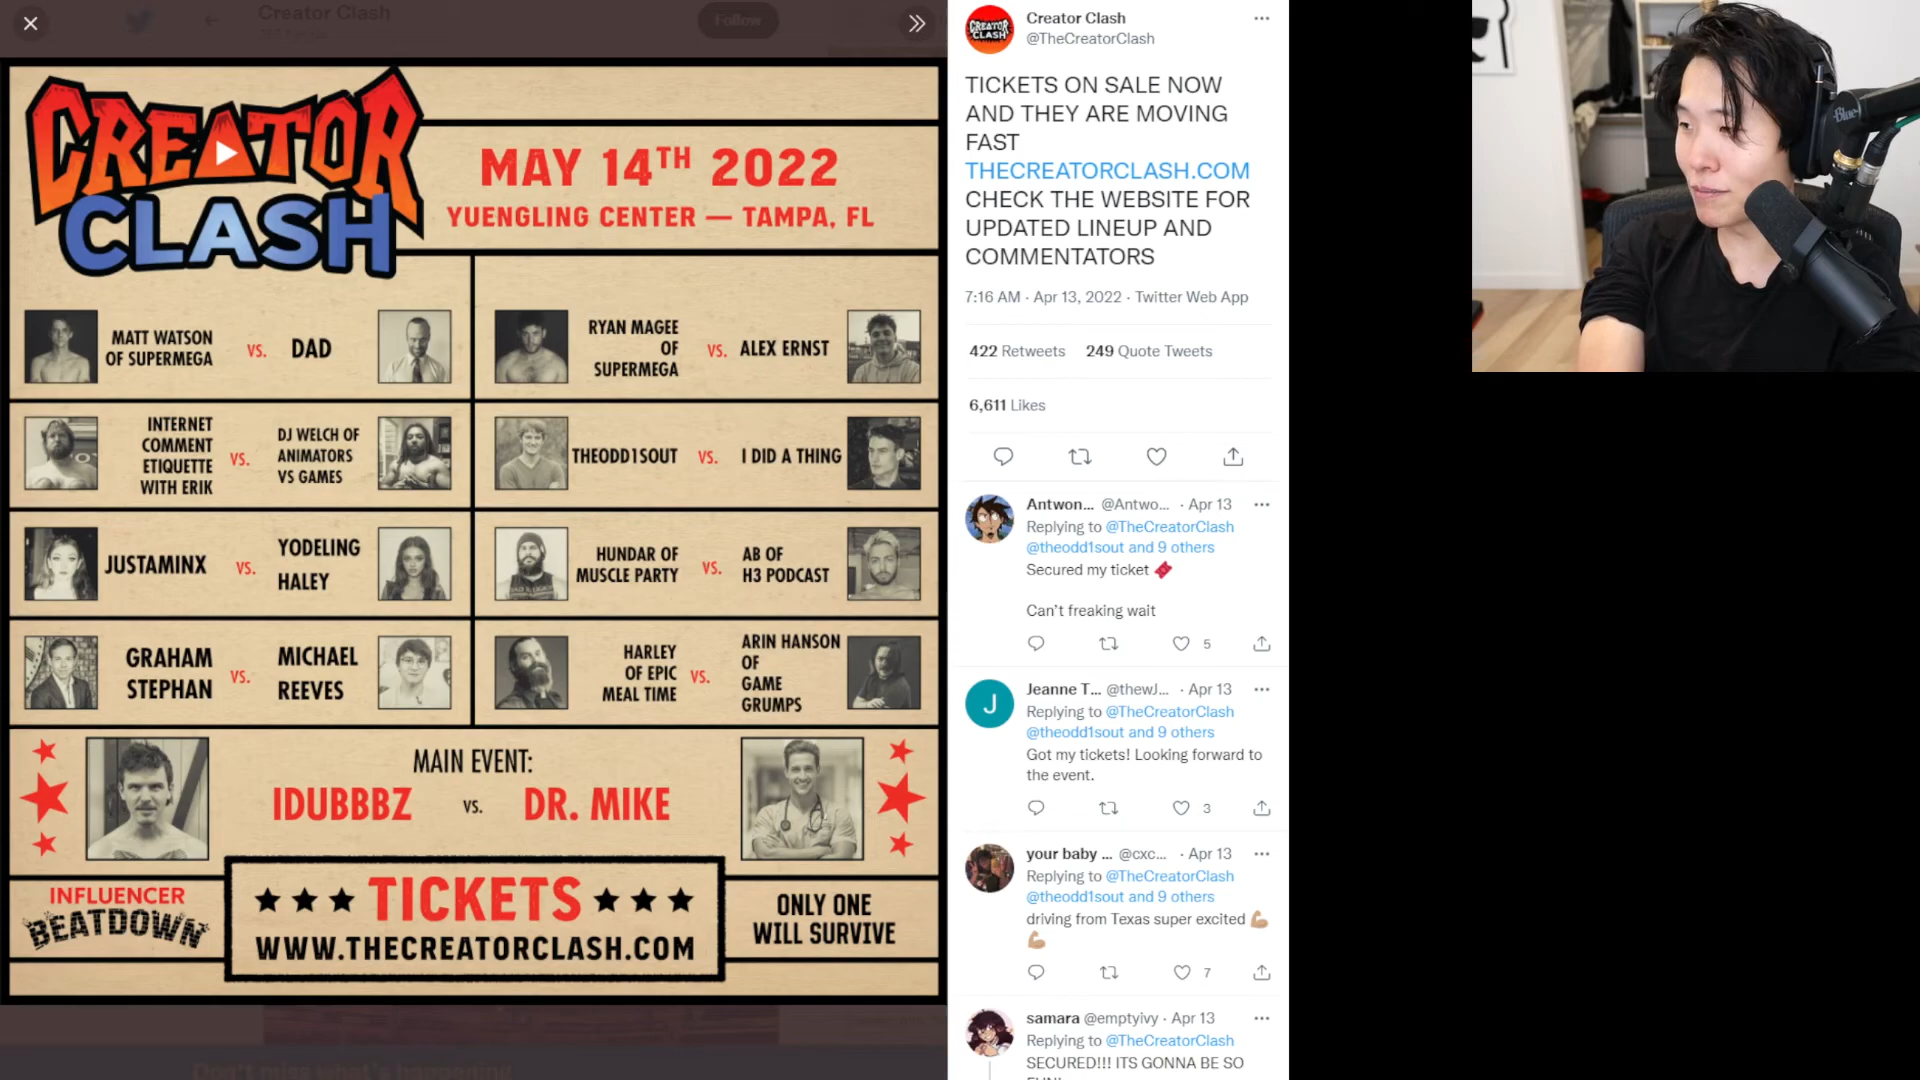 Creator Clash
Follow
CREATOR
CLASH
MAY 14TH 2022
YUENGLING CENTER — TAMPA, FL
MATT WATSON
OF SUPERMEGA
VS.
DAD
RYAN MAGEE
OF
SUPERMEGA
VS.
ALEX ERNST
INTERNET
COMMENT
ETIQUETTE
WITH ERIK
VS.
DJ WELCH OF
ANIMATORS
VS GAMES
THEODD1SOUT
VS.
I DID A THING
JUSTAMINX
VS.
YODELING
HALEY
HUNDAR OF
MUSCLE PARTY
VS.
AB OF
H3 PODCAST
GRAHAM
STEPHAN
VS.
MICHAEL
REEVES
HARLEY
OF EPIC
MEAL TIME
VS.
ARIN HANSON
OF
GAME
GRUMPS
MAIN EVENT:
IDUBBBZ
VS.
DR. MIKE
INFLUENCER
BEATDOWN
TICKETS
WWW.THECREATORCLASH.COM
ONLY ONE
WILL SURVIVE
Don't miss what's happening
CREATOR
CLASH
Creator Clash
@TheCreatorClash
TICKETS ON SALE NOW
AND THEY ARE MOVING
FAST
THECREATORCLASH.COM
CHECK THE WEBSITE FOR
UPDATED LINEUP AND
COMMENTATORS
7:16 AM · Apr 13, 2022 · Twitter Web App
422 Retweets 249 Quote Tweets
6,611 Likes
Antwon... @Antwo... · Apr 13
Replying to @TheCreatorClash
@theodd1sout and 9 others
Secured my ticket
Can't freaking wait
5
J
Jeanne T... @thewJ... · Apr 13
Replying to @TheCreatorClash
@theodd1sout and 9 others
Got my tickets! Looking forward to
the event.
3
your baby ... @cxc... · Apr 13
Replying to @TheCreatorClash
@theodd1sout and 9 others
driving from Texas super excited
7
samara @emptyivy · Apr 13
Replying to @TheCreatorClash
SECURED!!! ITS GONNA BE SO
Blue